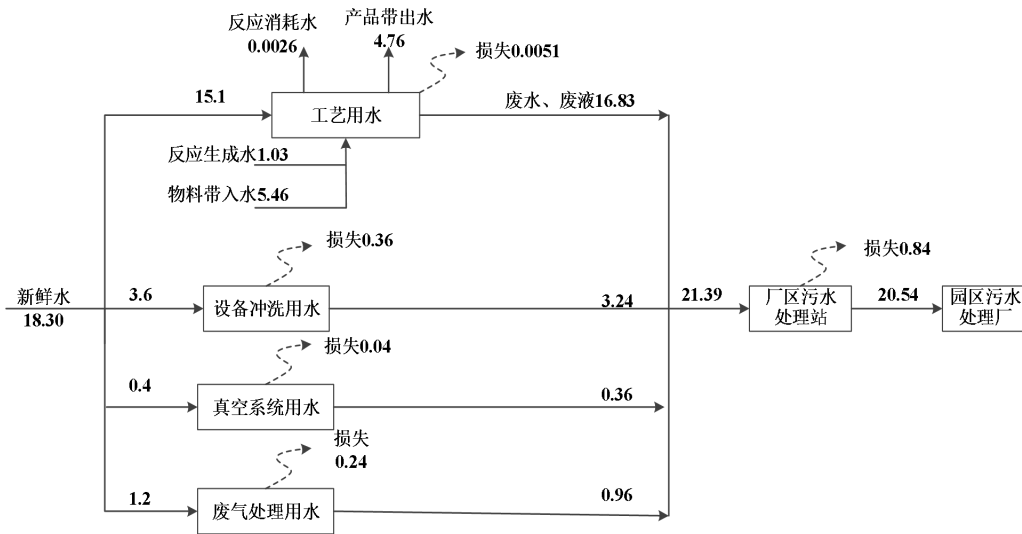 反应消耗水
0.0026
产品带出水
4.76
损失0.0051
15.1
工艺用水
废水、废液16.83
反应生成水1.03
物料带入水5.46
损失0.36
损失0.84
新鲜水
18.30
3.6
设备冲洗用水
3.24
21.39
厂区污水
处理站
20.54
园区污水
处理厂
损失0.04
0.4
真空系统用水
0.36
损失
0.24
1.2
废气处理用水
0.96